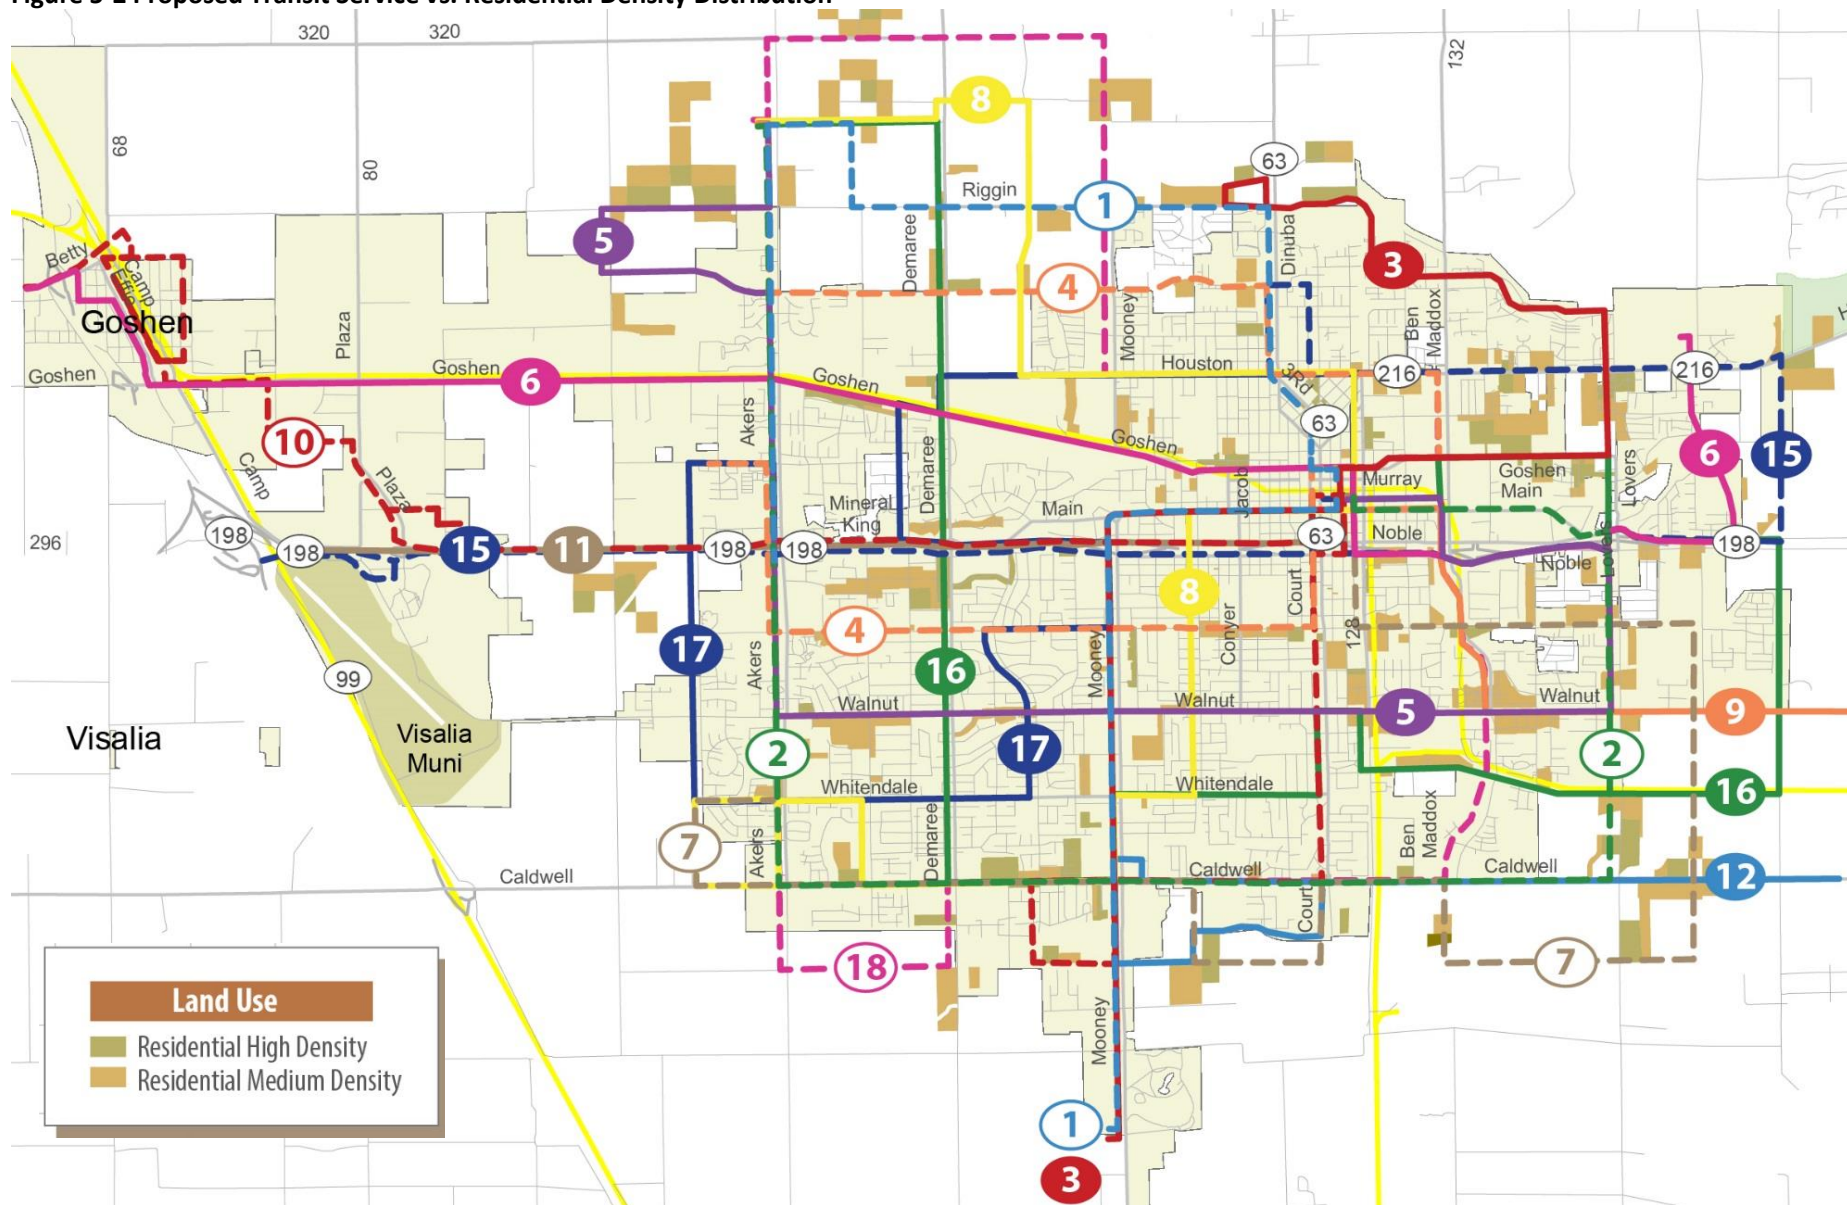 320
320
132
68
80
8
63
Riggin
1
5
Dinuba
Demaree
Betty
Camp
3
4
Mooney
Ben
Maddox
Goshen
Plaza
Houston
216
216
Goshen
Goshen
6
Goshen
3Rd
Akers
10
63
Goshen
6
15
Camp
Plaza
Demaree
Jacob
Murray
Goshen
Main
Lovers
Mineral
King
Main
198
198
296
15
11
198
198
63
Noble
198
Noble
8
Court
4
Conyer
128
17
Akers
16
Mooney
99
Walnut
Walnut
5
Walnut
9
Visalia
Visalia
Muni
2
17
2
Whitendale
Whitendale
16
7
Akers
Demaree
Ben
Maddox
Caldwell
Caldwell
Caldwell
12
Court
18
7
Land Use
Mooney
Residential High Density
Residential Medium Density
1
3